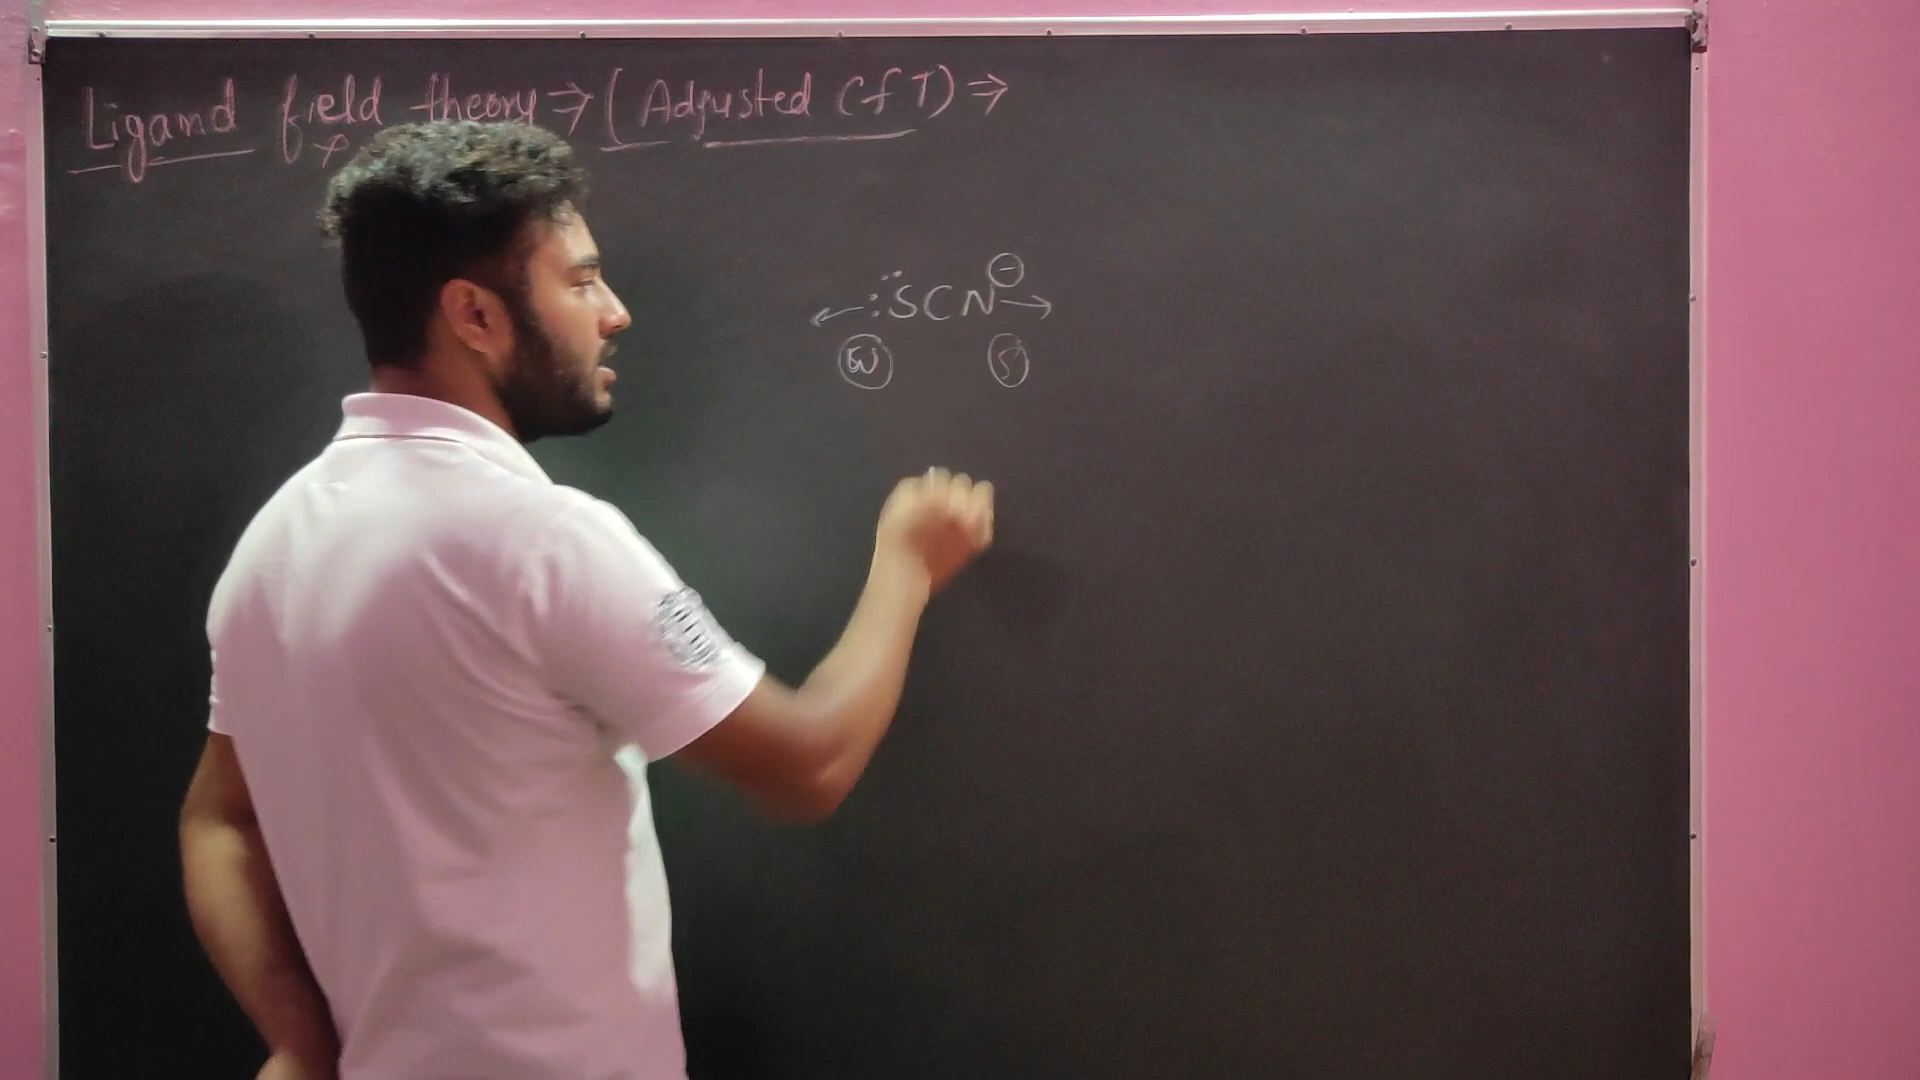 Ligand field theory ⇒ (Adjusted CFT) ⇒
:SCN⊖
W S